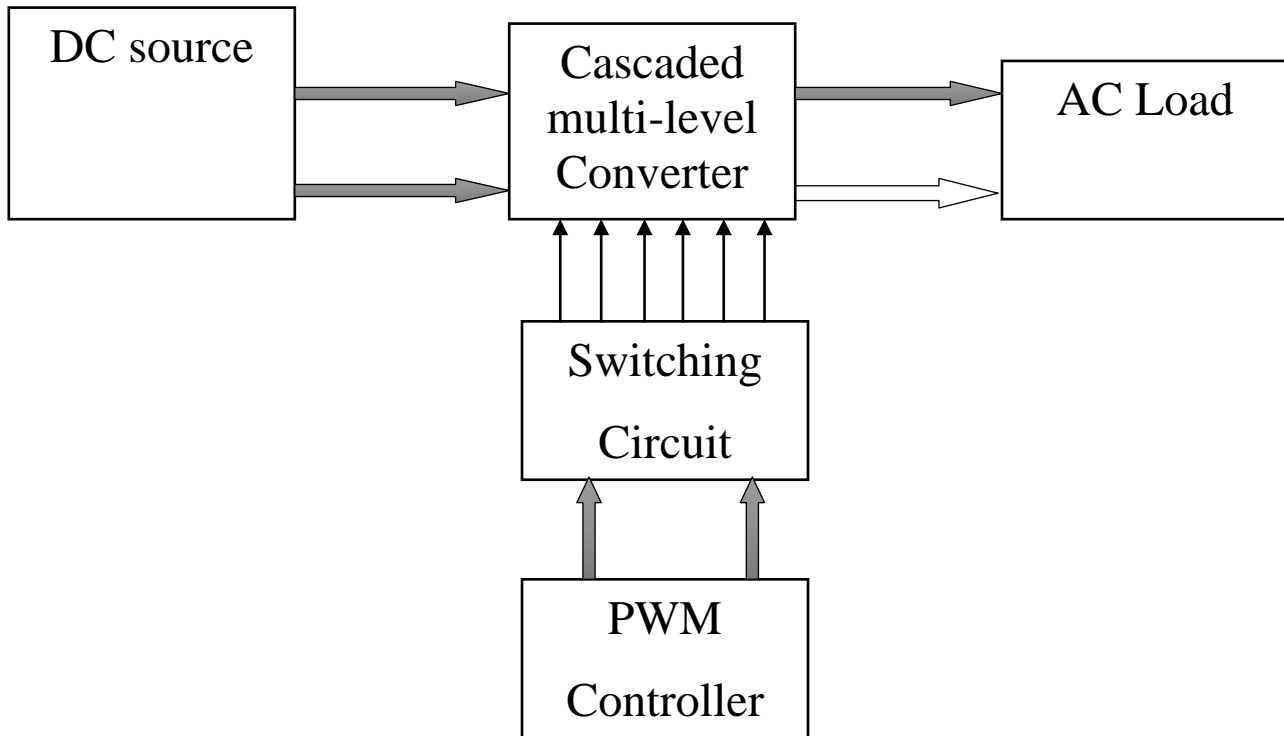 DC source
Cascaded
multi-level
Converter
AC Load
Switching
Circuit
PWM
Controller